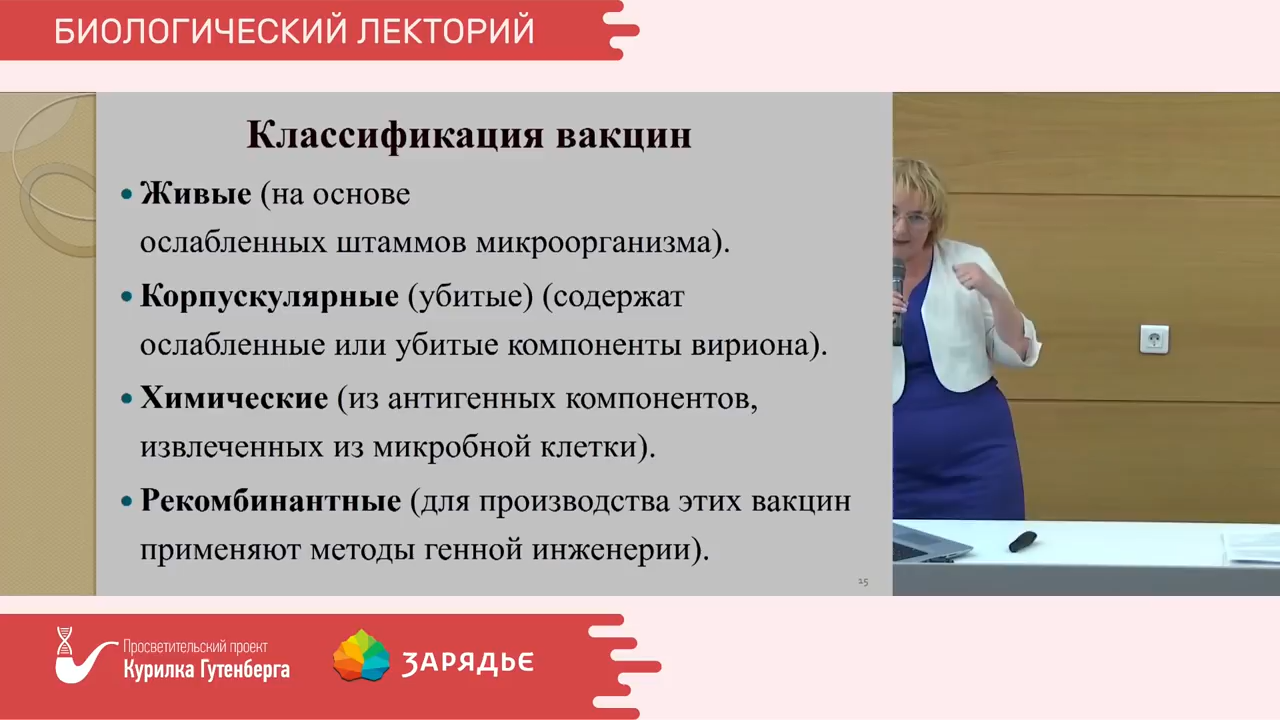 БИОЛОГИЧЕСКИЙ ЛЕКТОРИЙ
Классификация вакцин
• Живые (на основе
ослабленных штаммов микроорганизма).
• Корпускулярные (убитые) (содержат
ослабленные или убитые компоненты вириона).
• Химические (из антигенных компонентов,
извлеченных из микробной клетки).
• Рекомбинантные (для производства этих вакцин
применяют методы генной инженерии).
15
Просветительский проект
Курилка Гутенберга
ЗАРЯДЬЕ